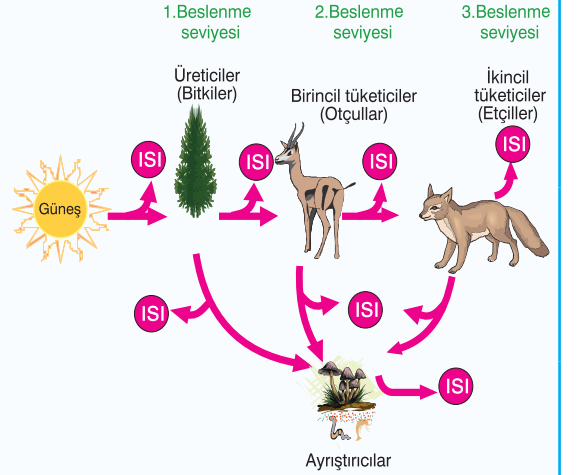 1.Beslenme
seviyesi
2.Beslenme
seviyesi
3.Beslenme
seviyesi
Üreticiler
(Bitkiler)
Birincil tüketiciler
(Otçullar)
İkincil
tüketiciler
(Etçiller)
ISI
ISI
ISI
ISI
Güneş
ISI
ISI
ISI
Ayrıştırıcılar